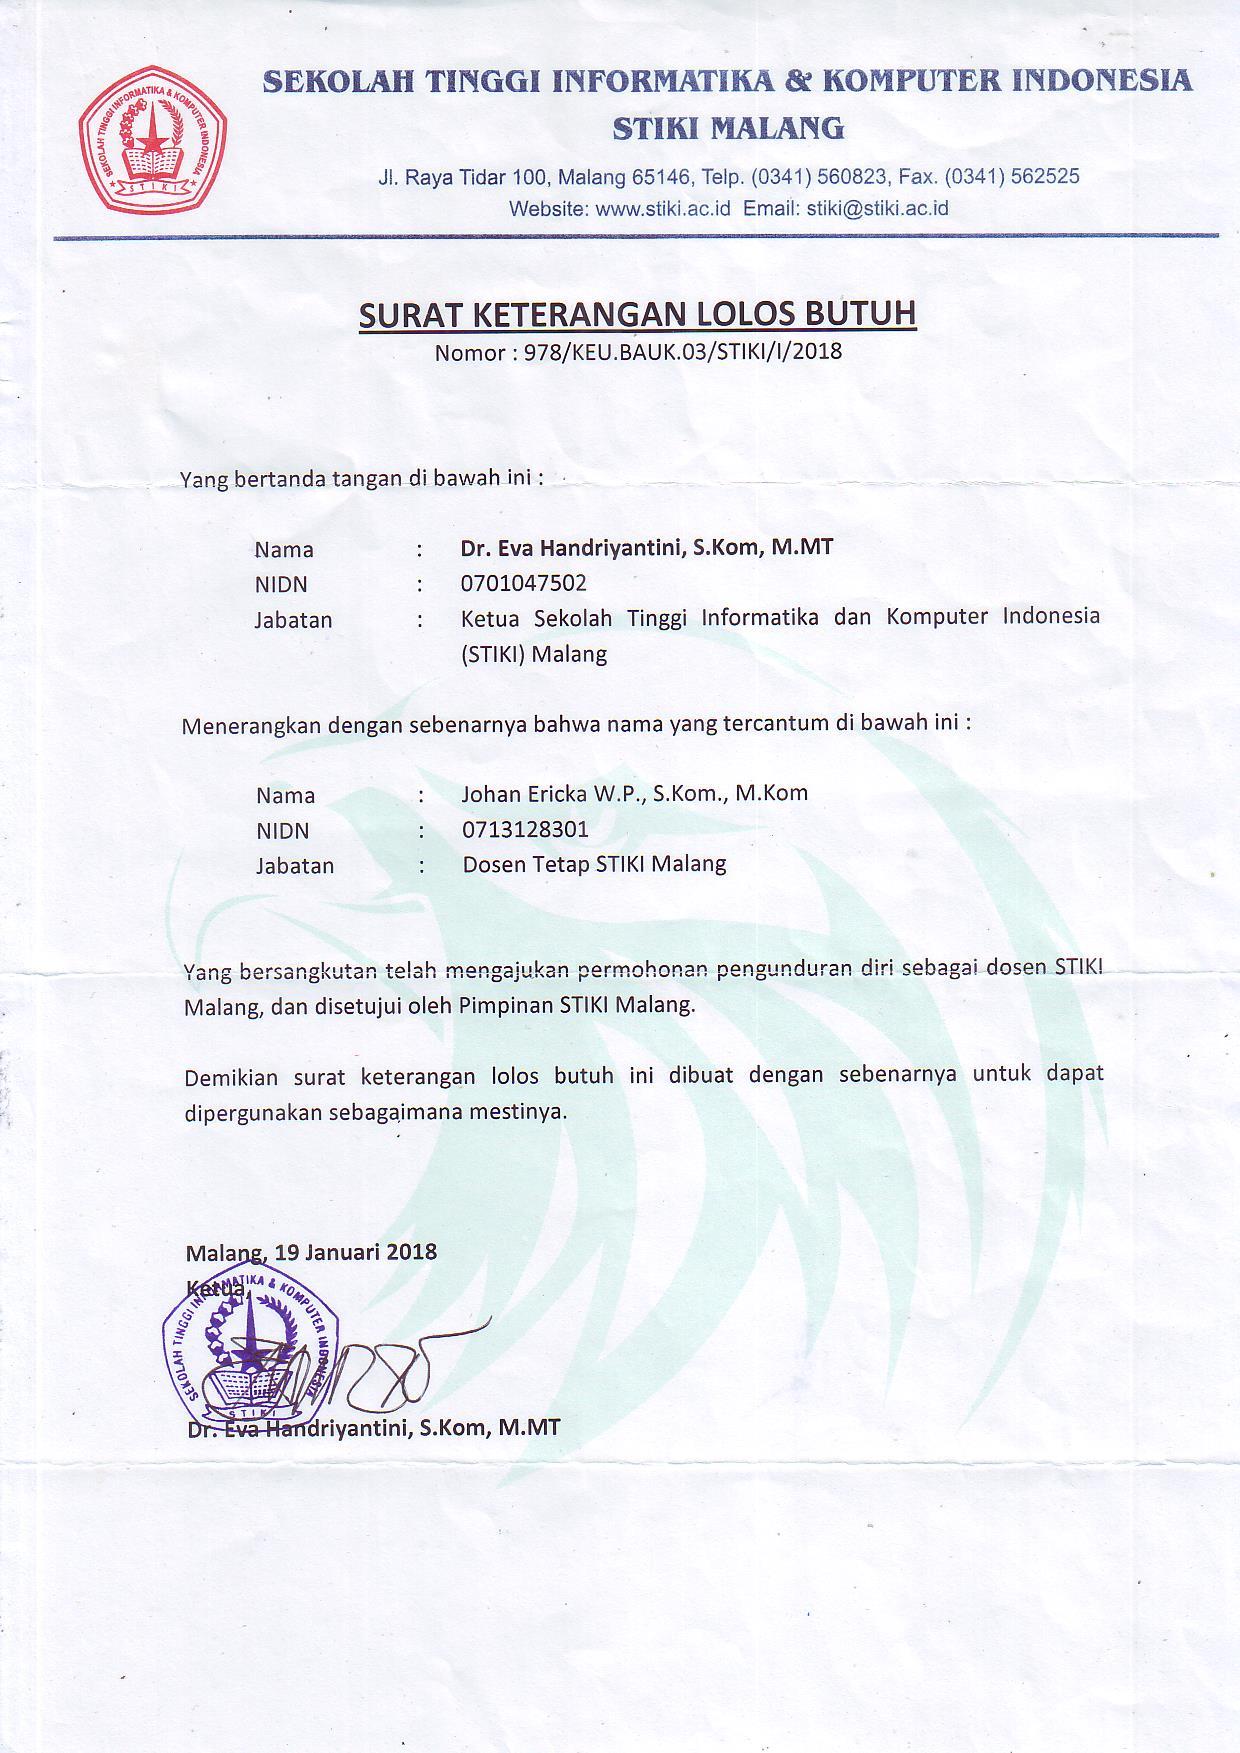 SEKOLAH TINGGI INFORMATIKA & KOMPUTER INDONESIA
STIKI MALANG
Jl. Raya Tidar 100, Malang 65146, Telp. (0341) 560823, Fax. (0341) 562525
Website: www.stiki.ac.id Email: stiki@stiki.ac.id
SEKOLAH TINGGI INFORMATIKA & KOMPUTER INDONESIA
STIKI
SURAT KETERANGAN LOLOS BUTUH
Nomor : 978/KEU.BAUK.03/STIKI/I/2018
Yang bertanda tangan di bawah ini :
Nama : Dr. Eva Handriyantini, S.Kom, M.MT
NIDN : 0701047502
Jabatan : Ketua Sekolah Tinggi Informatika dan Komputer Indonesia
(STIKI) Malang
Menerangkan dengan sebenarnya bahwa nama yang tercantum di bawah ini :
Nama : Johan Ericka W.P., S.Kom., M.Kom
NIDN : 0713128301
Jabatan : Dosen Tetap STIKI Malang
Yang bersangkutan telah mengajukan permohonan pengunduran diri sebagai dosen STIKI
Malang, dan disetujui oleh Pimpinan STIKI Malang.
Demikian surat keterangan lolos butuh ini dibuat dengan sebenarnya untuk dapat
dipergunakan sebagaimana mestinya.
Malang, 19 Januari 2018
Ketua,
SEKOLAH TINGGI INFORMATIKA & KOMPUTER INDONESIA
STIKI
Dr. Eva Handriyantini, S.Kom, M.MT